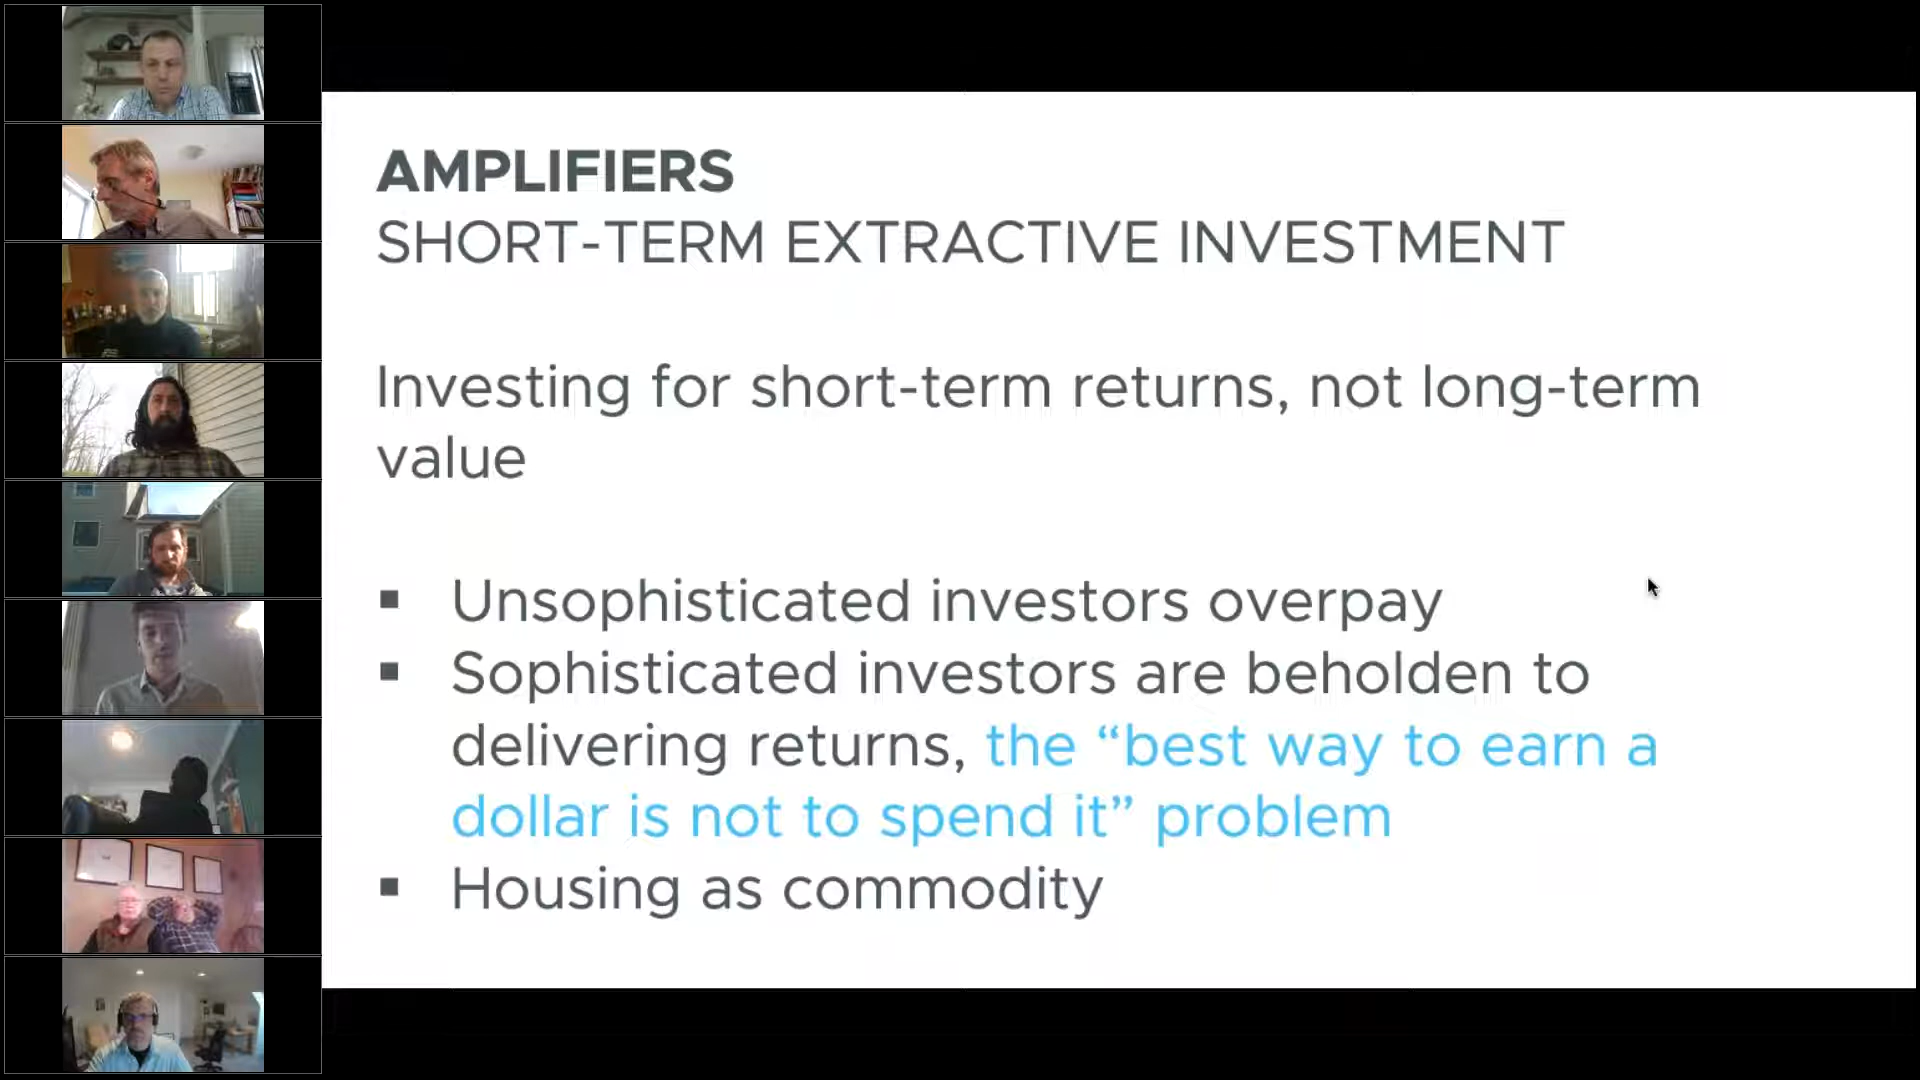 AMPLIFIERS
SHORT-TERM EXTRACTIVE INVESTMENT
Investing for short-term returns, not long-term
value
▪ Unsophisticated investors overpay
▪ Sophisticated investors are beholden to
delivering returns, the “best way to earn a
dollar is not to spend it” problem
▪ Housing as commodity